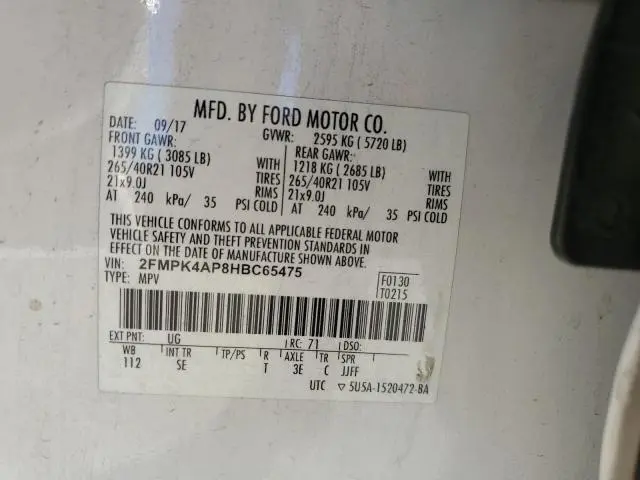 MFD. BY FORD MOTOR CO.
DATE: 09/17 GVWR: 2595 KG ( 5720 LB)
FRONT GAWR: REAR GAWR:
1399 KG ( 3085 LB) WITH 1218 KG ( 2685 LB) WITH
265/40R21 105V TIRES 265/40R21 105V TIRES
21x9.0J RIMS 21x9.0J RIMS
AT 240 kPa/ 35 PSI COLD AT 240 kPa/ 35 PSI COLD
THIS VEHICLE CONFORMS TO ALL APPLICABLE FEDERAL MOTOR
VEHICLE SAFETY AND THEFT PREVENTION STANDARDS IN
EFFECT ON THE DATE OF MANUFACTURE SHOWN ABOVE.
VIN: 2FMPK4AP8HBC65475 F0130
TYPE: MPV T0215
EXT PNT: UG RC: 71 DSO:
WB INT TR TP/PS R AXLE TR SPR
112 SE T 3E C JJFF
UTC ▽ 5U5A-1520472-BA